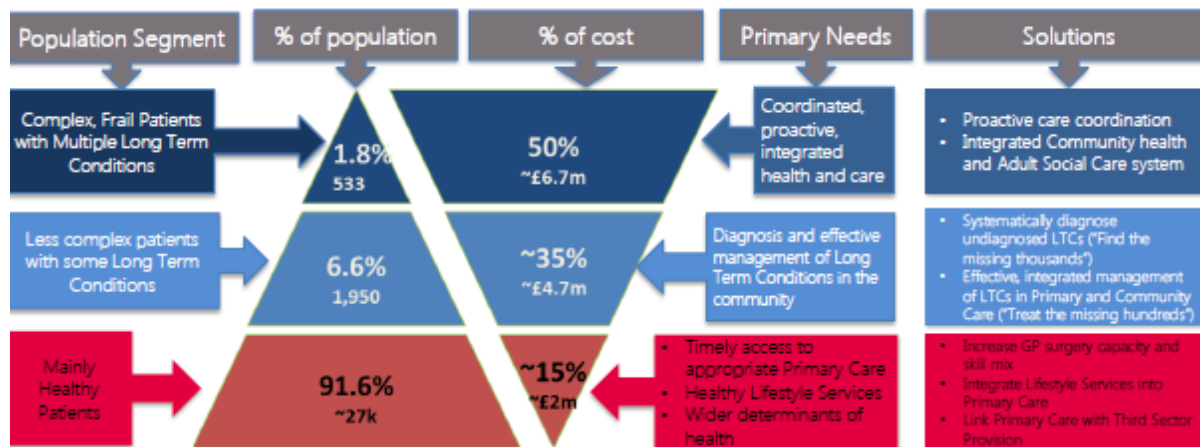 Population Segment
% of population
% of cost
Primary Needs
Solutions
Complex, Frail Patients
with Multiple Long Term
Conditions
1.8%
533
50%
~£6.7m
Coordinated,
proactive,
integrated
health and care
• Proactive care coordination
• Integrated Community health
and Adult Social Care system
Less complex patients
with some Long Term
Conditions
6.6%
1,950
~35%
~£4.7m
Diagnosis and effective
management of Long
Term Conditions in the
community
• Systematically diagnose
undiagnosed LTCs ("Find the
missing thousands")
• Effective, integrated management
of LTCs in Primary and Community
Care ("Treat the missing hundreds")
Mainly
Healthy
Patients
91.6%
~27k
~15%
~£2m
• Timely access to
appropriate Primary Care
• Healthy Lifestyle Services
• Wider determinants of
health
• Increase GP surgery capacity and
skill mix
• Integrate Lifestyle Services into
Primary Care
• Link Primary Care with Third Sector
Provision